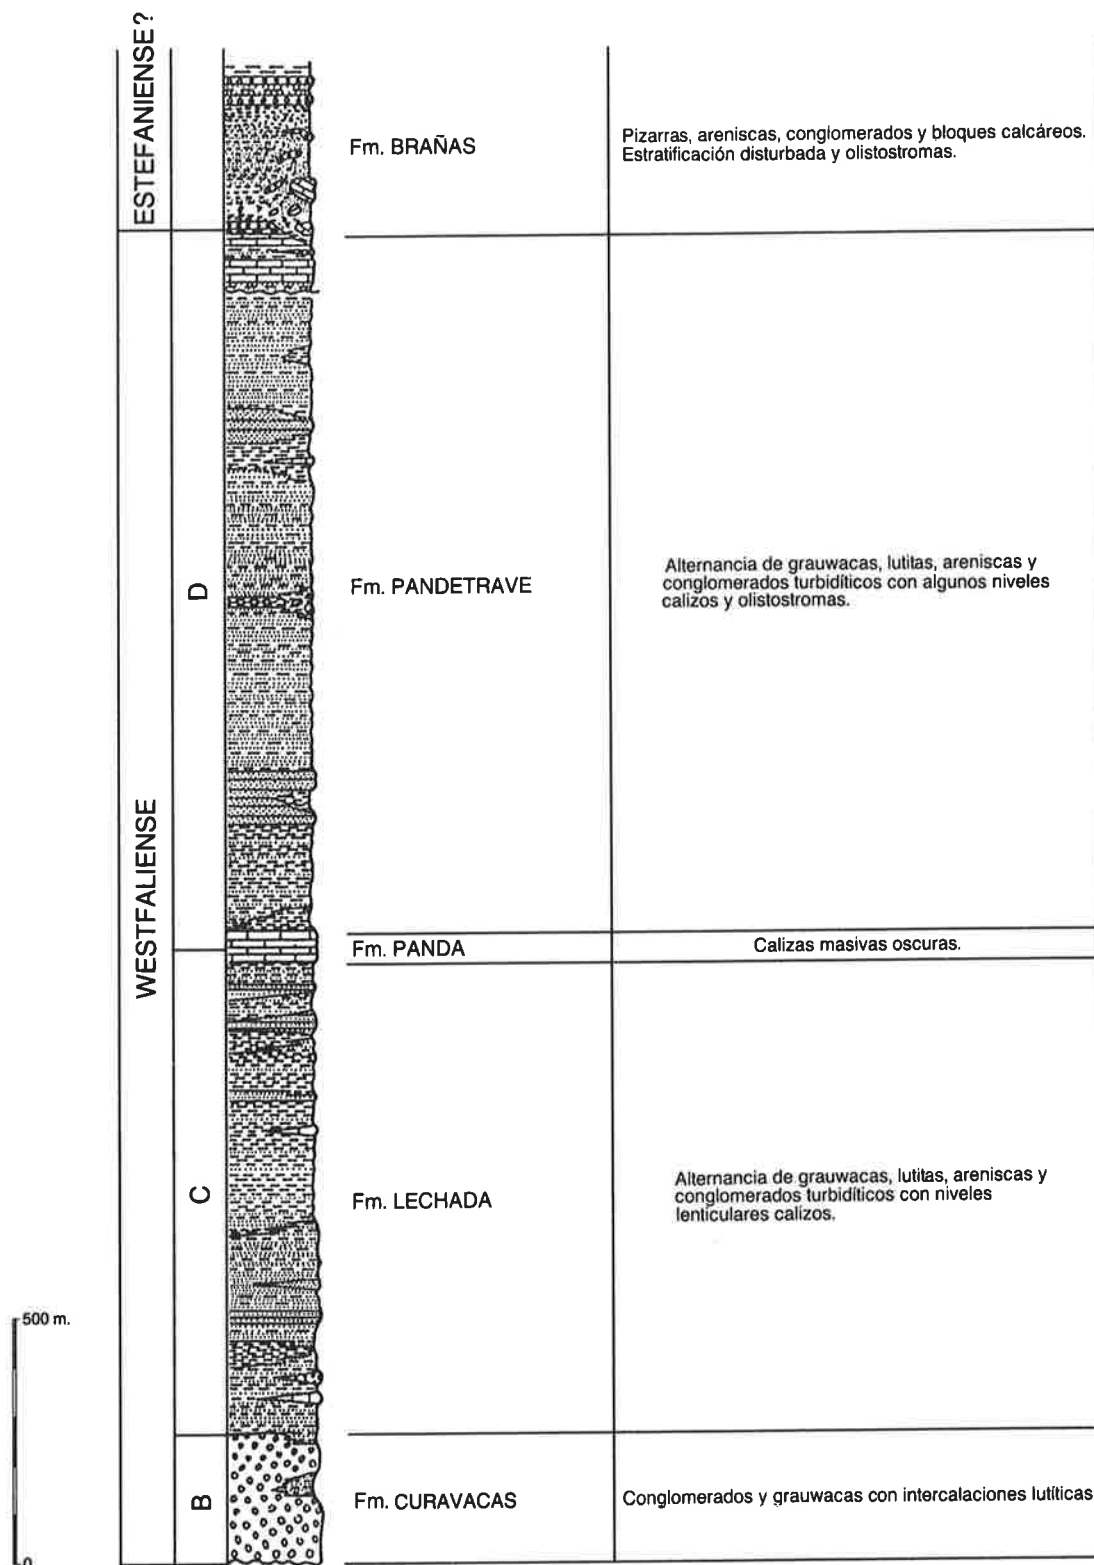 ESTEFANIENSE?
Fm. BRAÑAS
Pizarras, areniscas, conglomerados y bloques calcáreos.
Estratificación disturbada y olistostromas.
WESTFALIENSE
D
Fm. PANDETRAVE
Alternancia de grauwacas, lutitas, areniscas y
conglomerados turbidíticos con algunos niveles
calizos y olistostromas.
Fm. PANDA
Calizas masivas oscuras.
C
Fm. LECHADA
Alternancia de grauwacas, lutitas, areniscas y
conglomerados turbidíticos con niveles
lenticulares calizos.
500 m.
B
Fm. CURAVACAS
Conglomerados y grauwacas con intercalaciones lutíticas
0